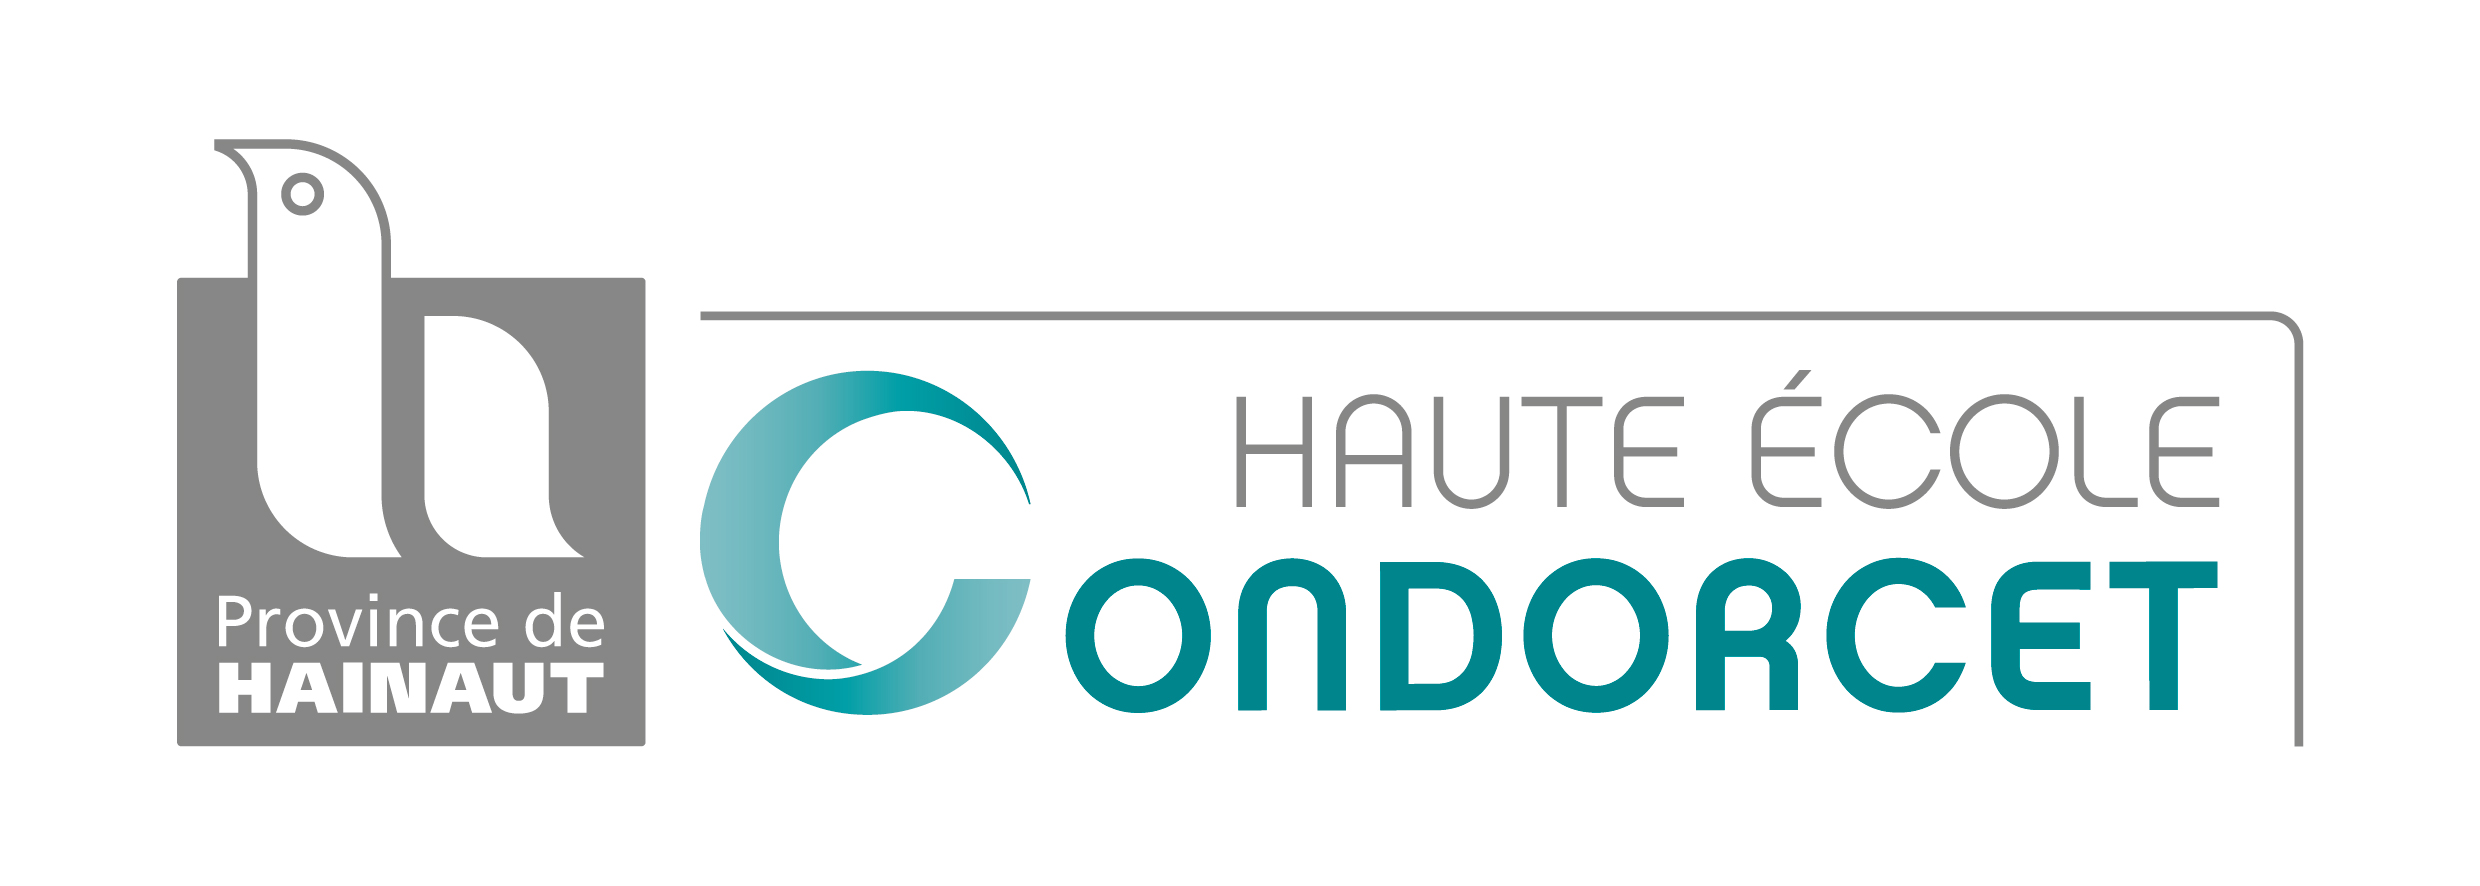 Province de
HAINAUT
HAUTE ÉCOLE
CONDORCET